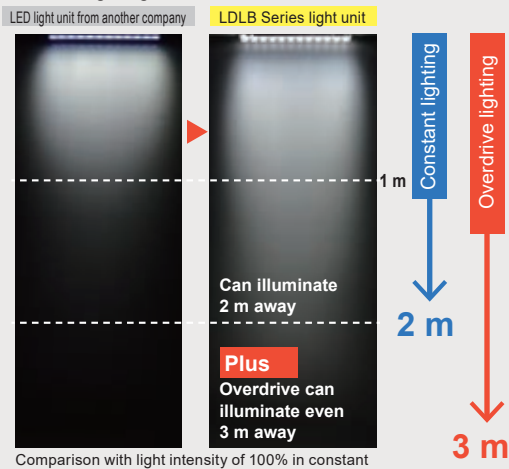 LED light unit from another company
LDLB Series light unit
Constant lighting
Overdrive lighting
1 m
Can illuminate
2 m away
2 m
Plus
Overdrive can
illuminate even
3 m away
3 m
Comparison with light intensity of 100% in constant